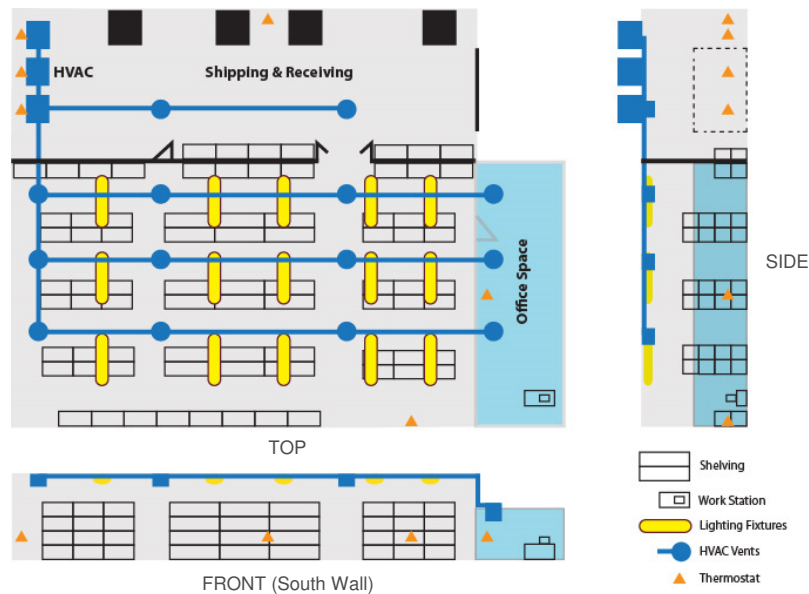 HVAC
Shipping & Receiving
Office Space
SIDE
TOP
Shelving
Work Station
Lighting Fixtures
HVAC Vents
Thermostat
FRONT (South Wall)